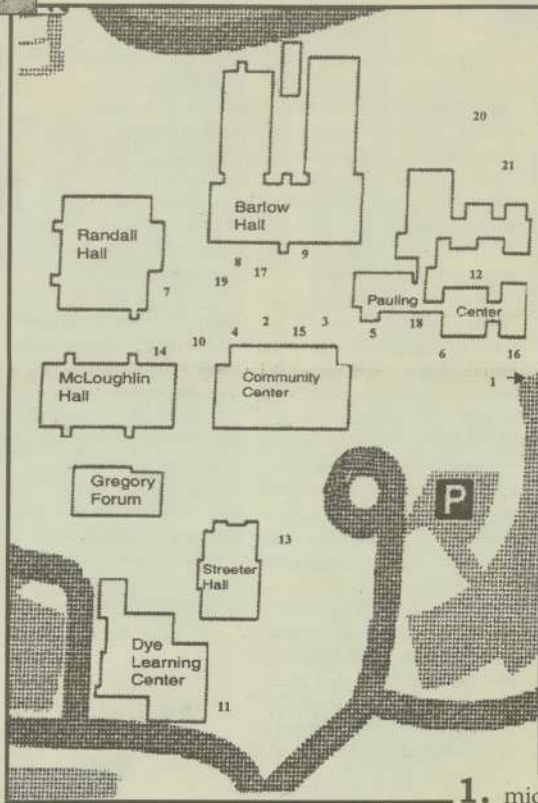 20
21
Barlow
Hall
Randall
Hall
9
8
17
12
19
7
Pauling
Center
2
15
3
18
4
5
10
14
6
16
McLoughlin
Hall
Community
Center
1
Gregory
Forum
P
13
Streeter
Hall
Dye
Learning
Center
11
1.